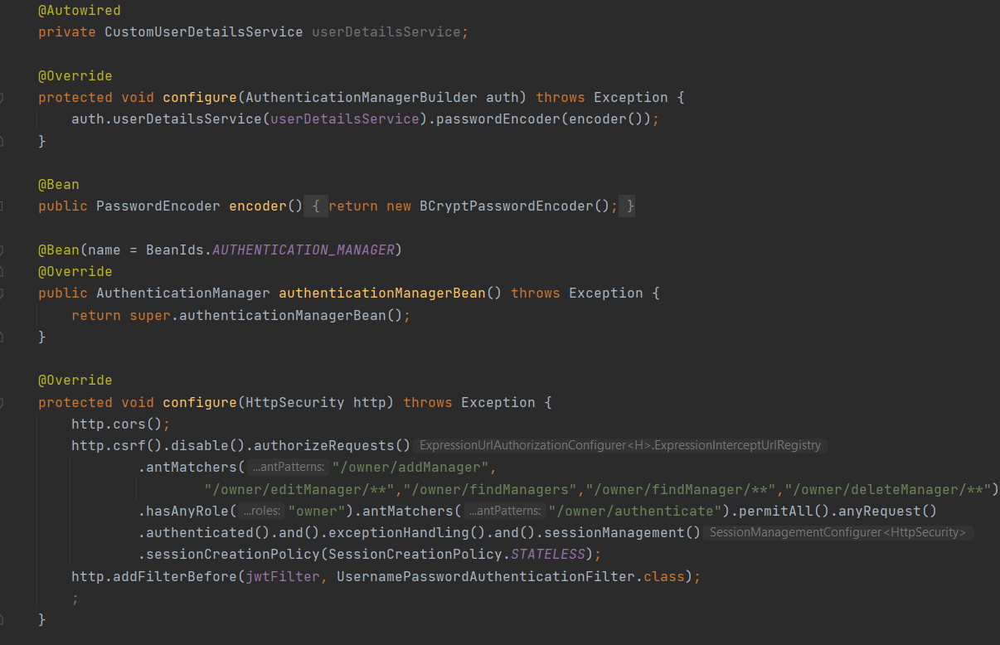 @Autowired
private CustomUserDetailsService userDetailsService;
@Override
protected void configure(AuthenticationManagerBuilder auth) throws Exception {
auth.userDetailsService(userDetailsService).passwordEncoder(encoder());
}
@Bean
public PasswordEncoder encoder() { return new BCryptPasswordEncoder(); }
@Bean(name = BeanIds.AUTHENTICATION_MANAGER)
@Override
public AuthenticationManager authenticationManagerBean() throws Exception {
return super.authenticationManagerBean();
}
@Override
protected void configure(HttpSecurity http) throws Exception {
http.cors();
http.csrf().disable().authorizeRequests() ExpressionUrlAuthorizationConfigurer<H>.ExpressionInterceptUrlRegistry
.antMatchers( ...antPatterns: "/owner/addManager",
"/owner/editManager/**","/owner/findManagers","/owner/findManager/**","/owner/deleteManager/**")
.hasAnyRole( ...roles: "owner").antMatchers( ...antPatterns: "/owner/authenticate").permitAll().anyRequest()
.authenticated().and().exceptionHandling().and().sessionManagement() SessionManagementConfigurer<HttpSecurity>
.sessionCreationPolicy(SessionCreationPolicy.STATELESS);
http.addFilterBefore(jwtFilter, UsernamePasswordAuthenticationFilter.class);
;
}